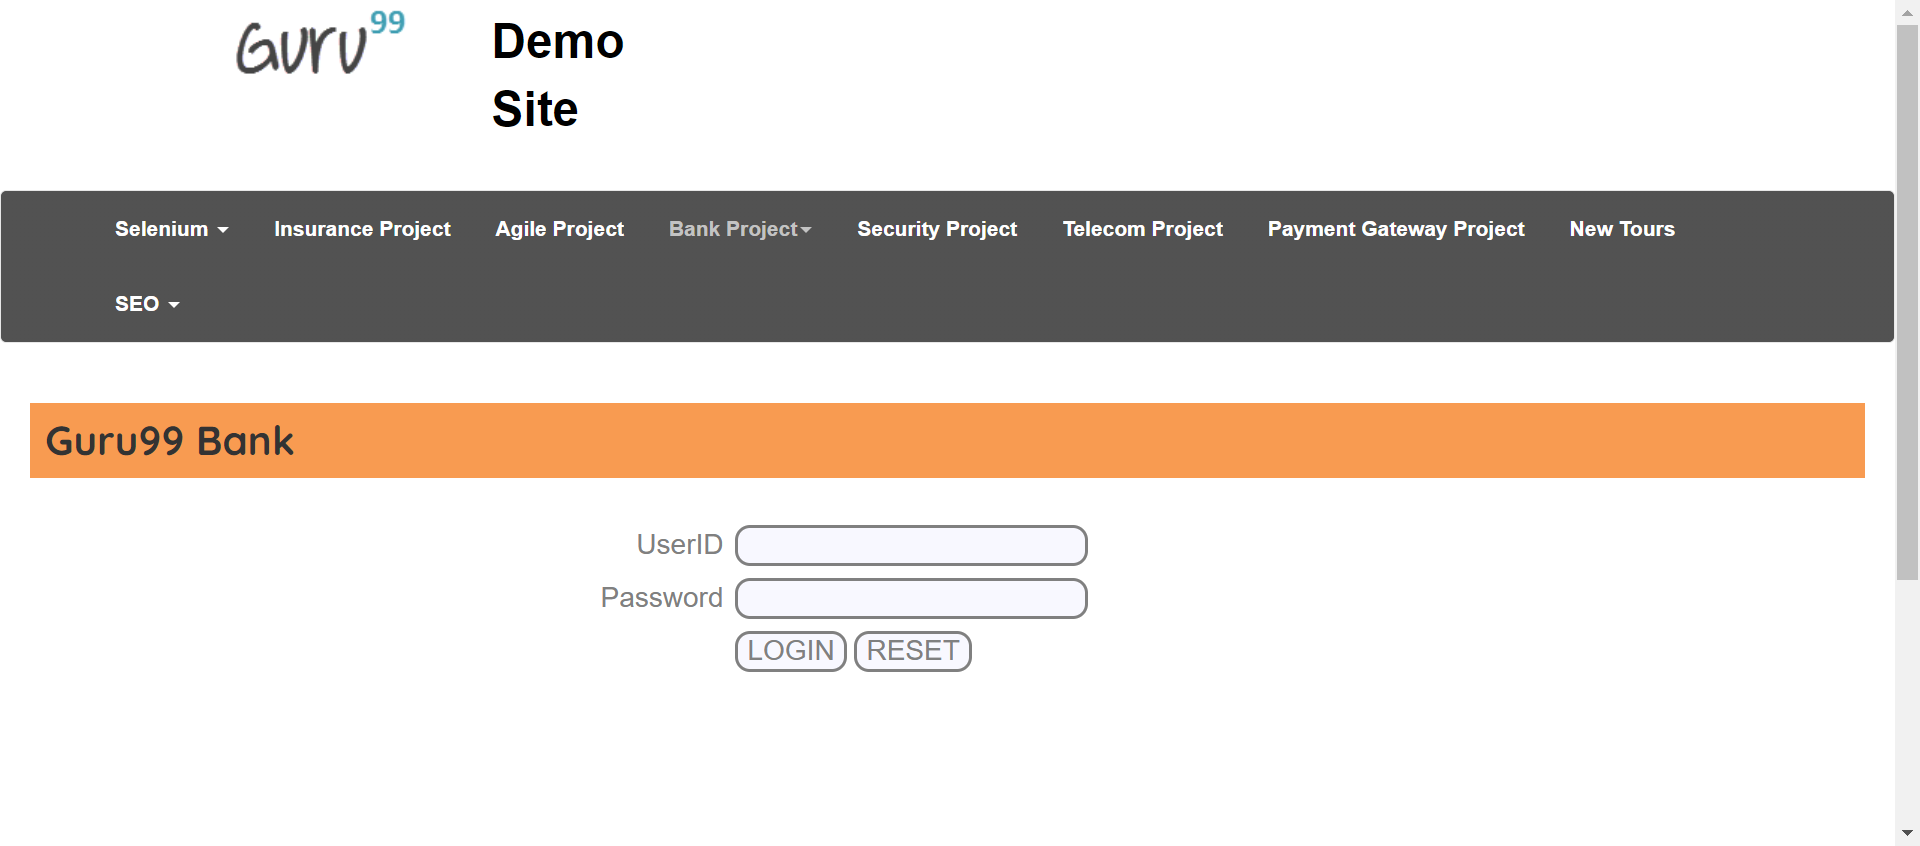 Guru99
Demo
Site
Selenium Insurance Project Agile Project Bank Project Security Project Telecom Project Payment Gateway Project New Tours
SEO
Guru99 Bank
UserID
Password
LOGIN RESET